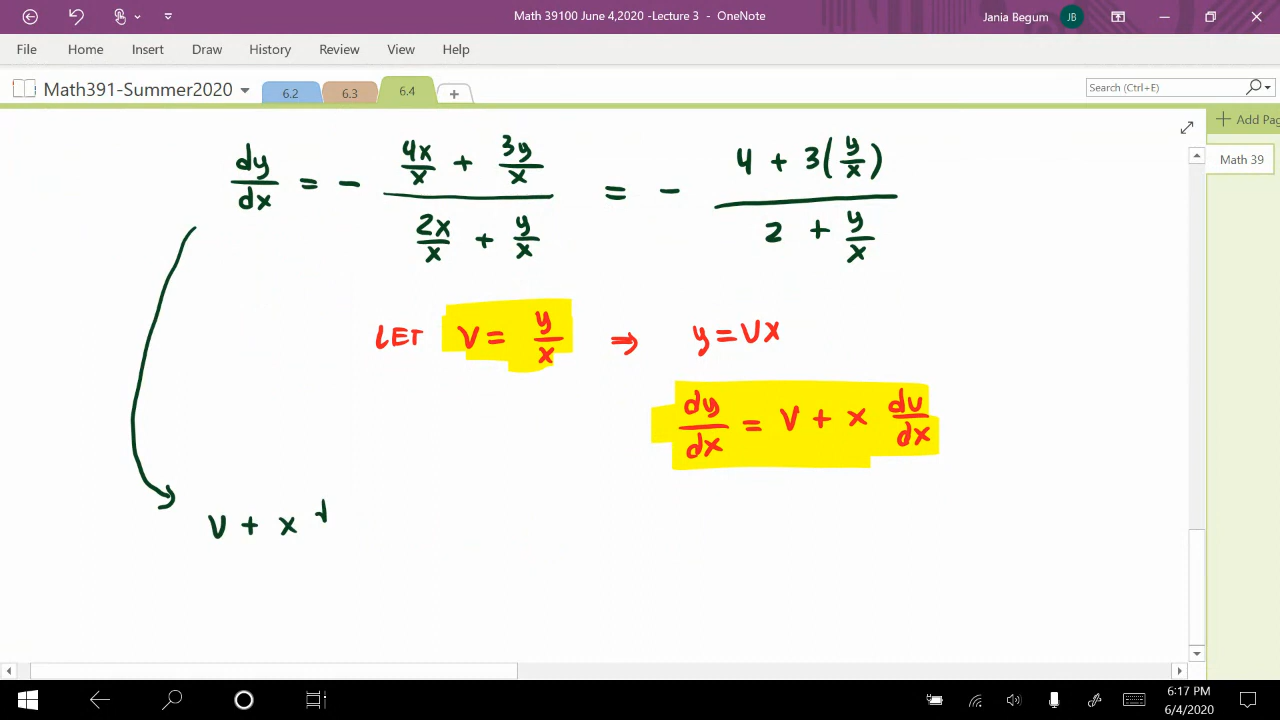 Math 39100 June 4,2020 -Lecture 3 - OneNote
Jania Begum JB
File Home Insert Draw History Review View Help
Math391-Summer2020 6.2 6.3 6.4
Search (Ctrl+E)
Add Pag
Math 39
dy/dx = - (4x/x + 3y/x)/(2x/x + y/x) = - (4 + 3(y/x))/(2 + y/x)
LET V = y/x ⇒ y = VX
dy/dx = V + x dv/dx
V + x
6:17 PM
6/4/2020